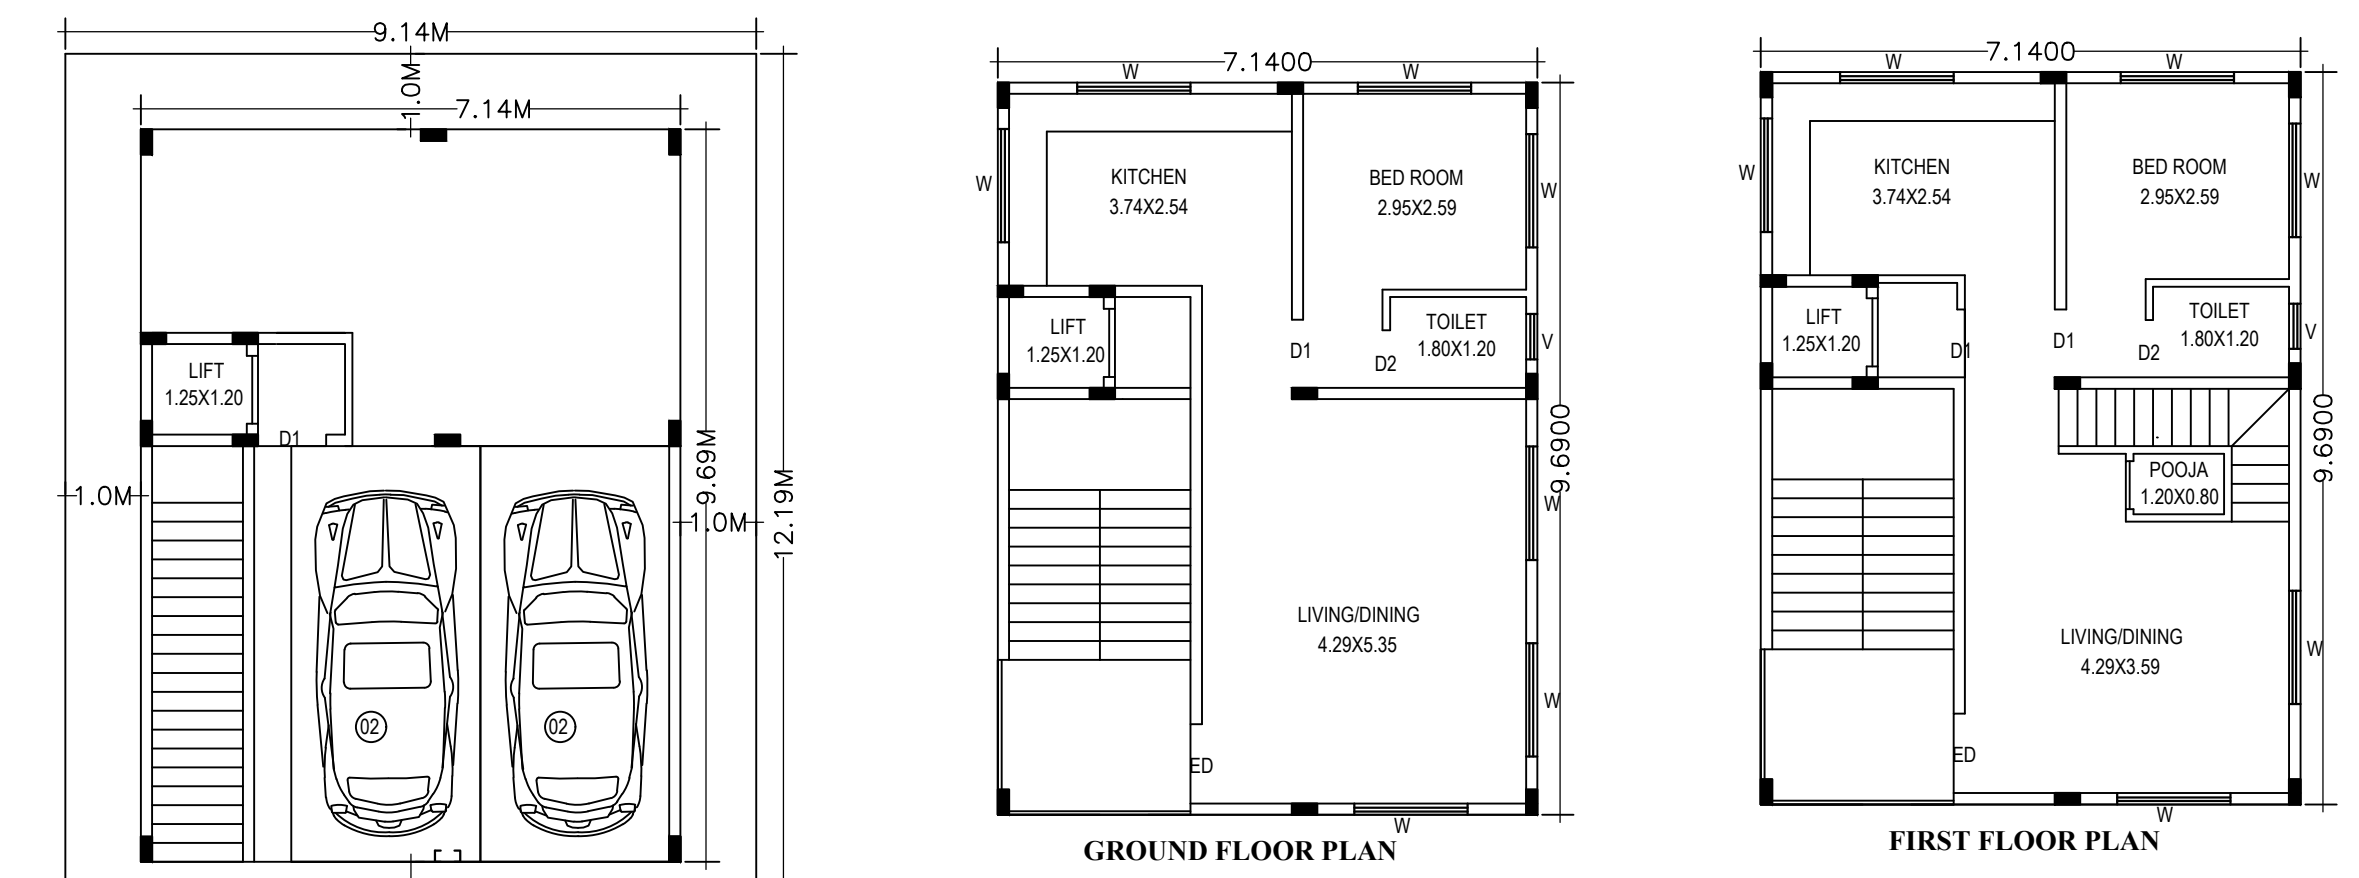 9.14M
1.0M
7.14M
LIFT
1.25X1.20
D1
1.0M
9.69M
1.0M
12.19M
02
02
7.1400
W
W
W
KITCHEN
3.74X2.54
BED ROOM
2.95X2.59
W
LIFT
1.25X1.20
D1
TOILET
1.80X1.20
D2
V
9.6900
W
LIVING/DINING
4.29X5.35
W
ED
W
GROUND FLOOR PLAN
7.1400
W
W
W
KITCHEN
3.74X2.54
BED ROOM
2.95X2.59
W
LIFT
1.25X1.20
D1
D1
TOILET
1.80X1.20
D2
V
9.6900
POOJA
1.20X0.80
LIVING/DINING
4.29X3.59
W
ED
W
FIRST FLOOR PLAN